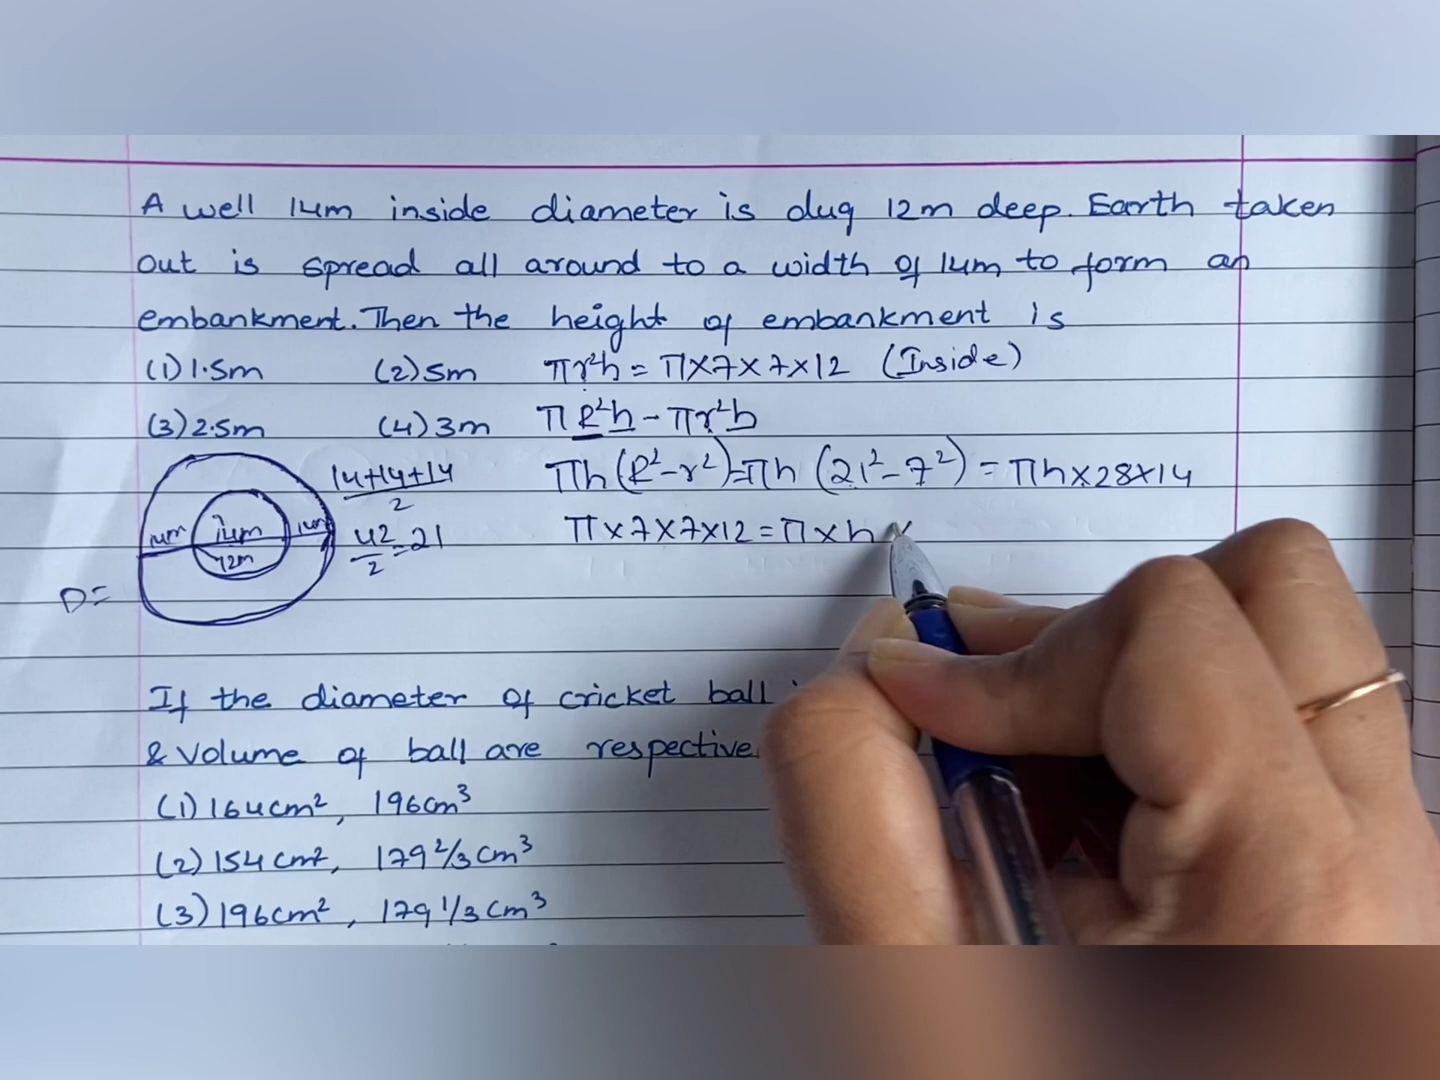 A well 14m inside diameter is dug 12m deep. Earth taken
out is spread all around to a width of 14m to form an
embankment. Then the height of embankment is
(1) 1.5m (2) 5m πr²h = π×7×7×12 (Inside)
(3) 2.5m (4) 3m πR²h - πr²h
14+14+14 πh(R²-r²) = πh (21²-7²) = πh×28×14
2
14m 14m 14m 42 = 21 π×7×7×12 = π×h×
12m 2
D=
If the diameter of cricket ball
& volume of ball are respective
(1) 164cm², 196cm³
(2) 154cm², 179 2/3 cm³
(3) 196cm², 179 1/3 cm³